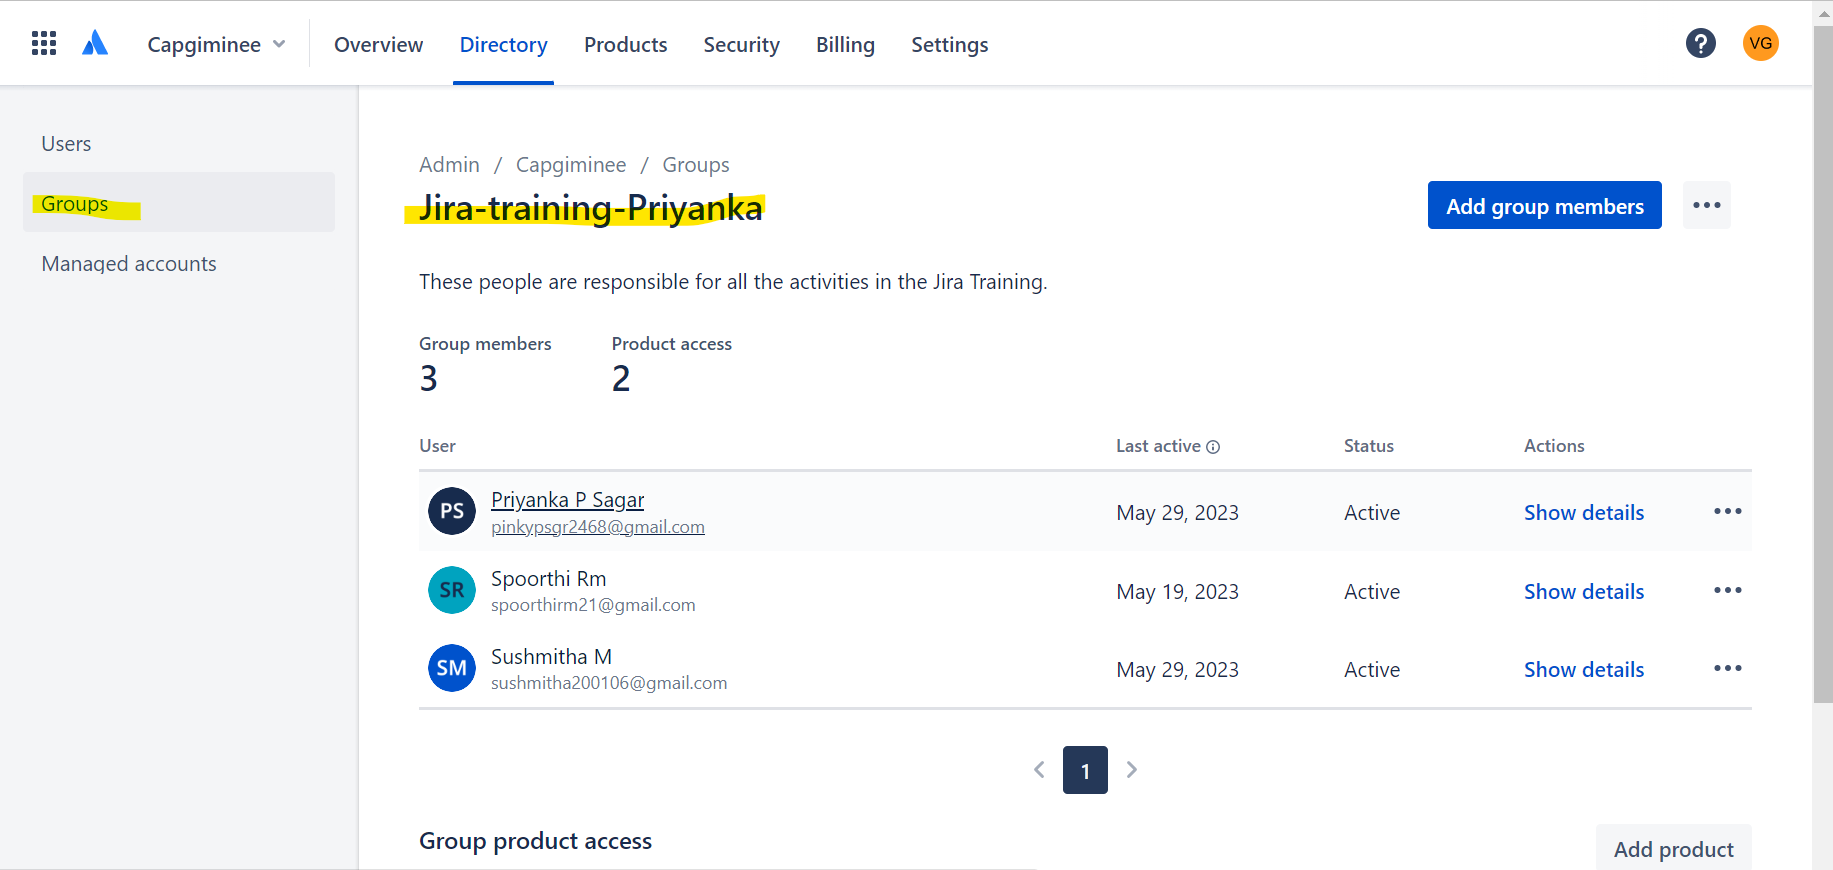 Capgiminee Overview Directory Products Security Billing Settings ? VG
Users
Groups
Managed accounts
Admin / Capgiminee / Groups
Jira-training-Priyanka
Add group members
These people are responsible for all the activities in the Jira Training.
Group members Product access
3 2
User Last active Status Actions
PS Priyanka P Sagar May 29, 2023 Active Show details
pinkypsgr2468@gmail.com
SR Spoorthi Rm May 19, 2023 Active Show details
spoorthirm21@gmail.com
SM Sushmitha M May 29, 2023 Active Show details
sushmitha200106@gmail.com
1
Group product access
Add product